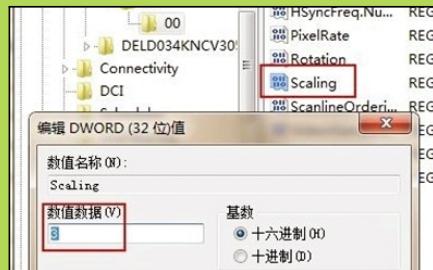 00
HSyncFreq.Nu... REG
DELD034KNCV30
PixelRate REG
Connectivity
Rotation REG
DCI
Scaling REG
ScanlineOrderi... REG
编辑 DWORD (32 位)值
数值名称(N):
Scaling
数值数据(V)
3
基数
十六进制(H)
十进制(D)